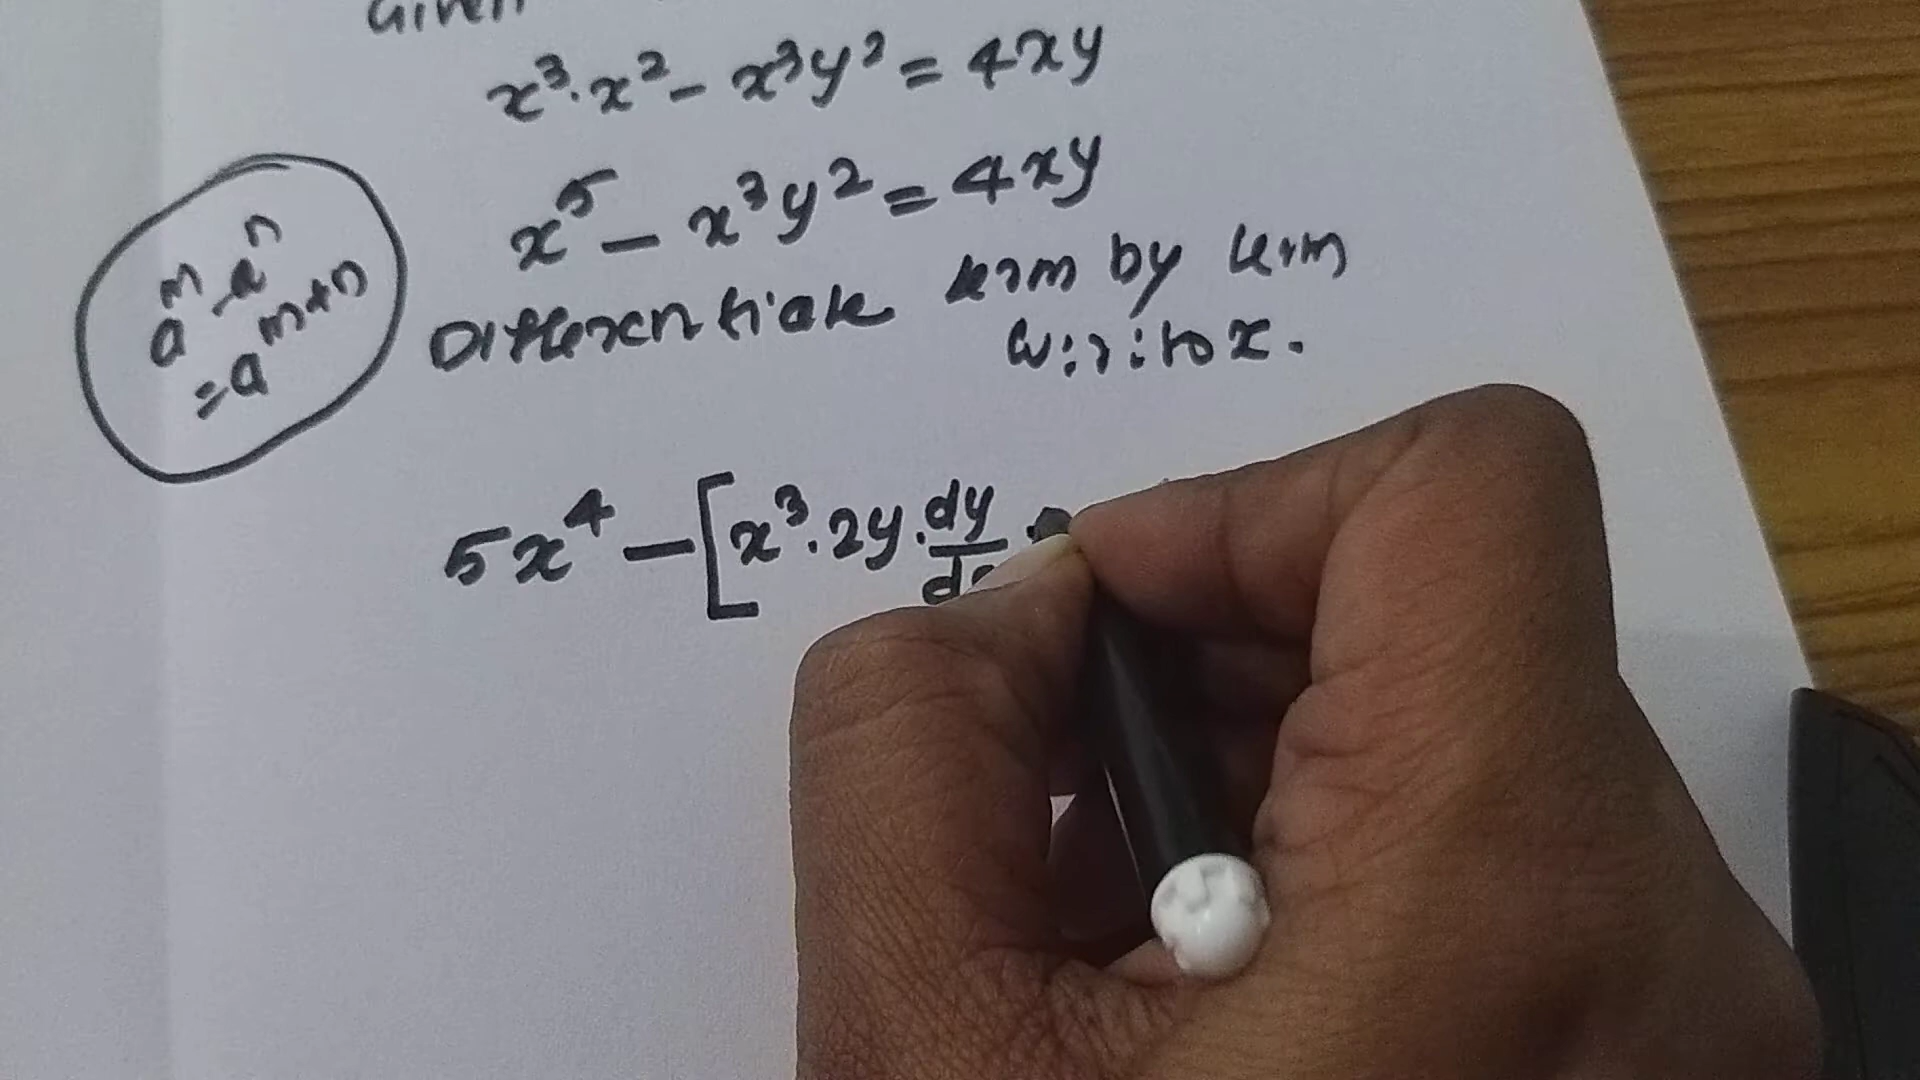 Given
x³.x² - x³y² = 4xy
x⁵ - x³y² = 4xy
Differentiate term by term
w.r.to x.
aᵐ.aⁿ
=aᵐ⁺ⁿ
5x⁴ - [x³.2y.dy/d